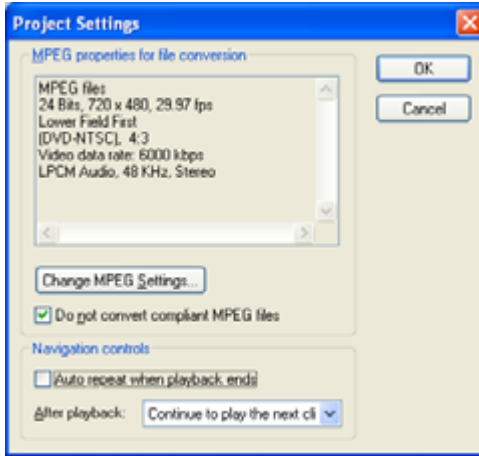 Project Settings
MPEG properties for file conversion
OK
MPEG files
24 Bits, 720 x 480, 29.97 fps
Cancel
Lower Field First
(DVD-NTSC), 4:3
Video data rate: 6000 kbps
LPCM Audio, 48 KHz, Stereo
Change MPEG Settings...
Do not convert compliant MPEG files
Navigation controls
Auto repeat when playback ends
After playback: Continue to play the next cli